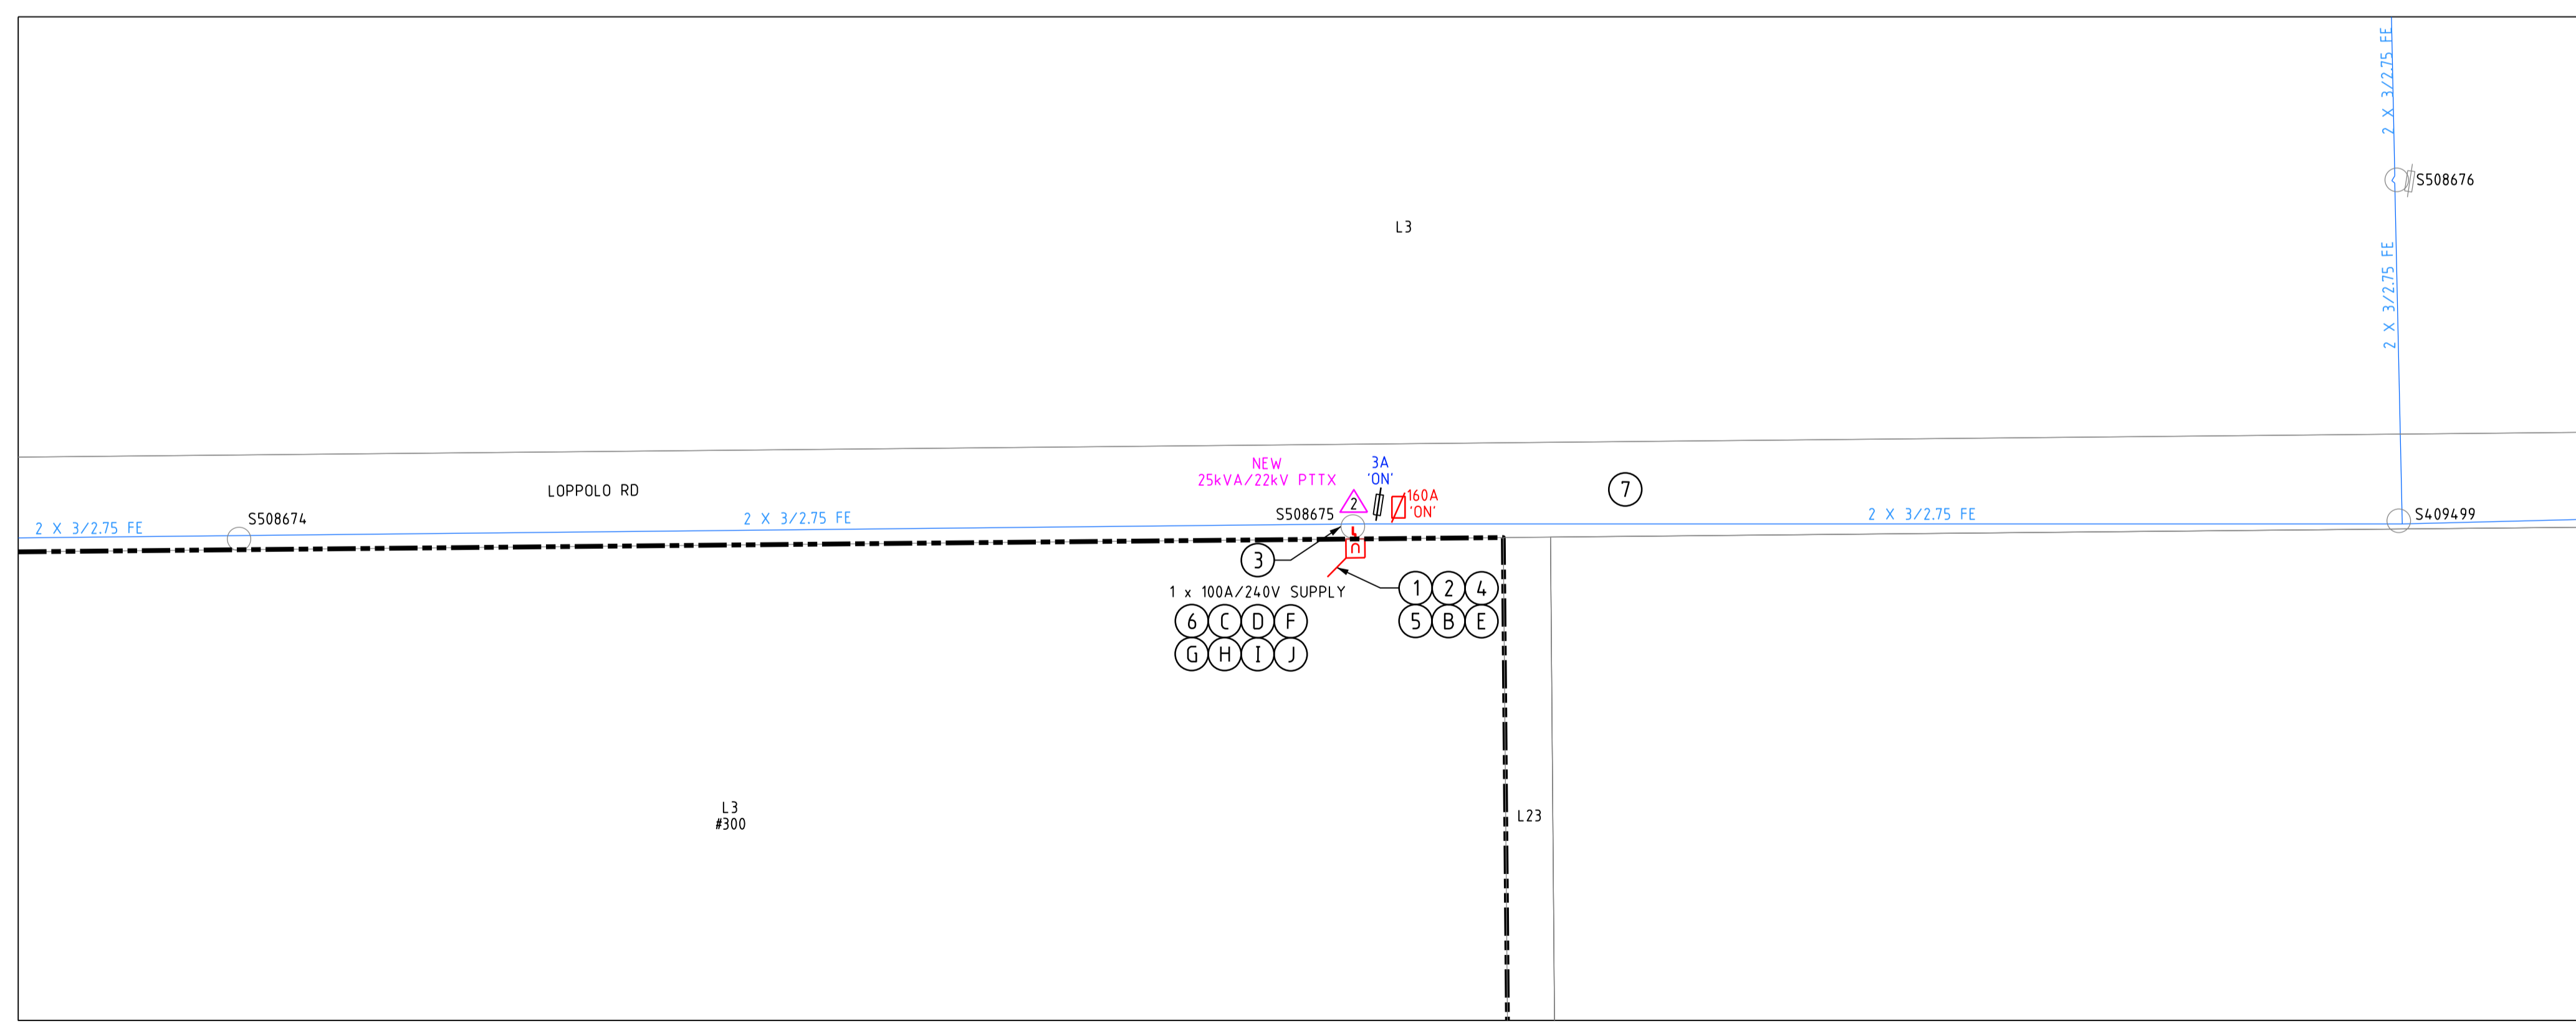 2 X 3/2.75 FE
S508676
L3
2 X 3/2.75 FE
NEW
25kVA/22kV PTTX
3A
'ON'
160A
'ON'
2
7
LOPPOLO RD
S508674
2 X 3/2.75 FE
2 X 3/2.75 FE
S508675
2 X 3/2.75 FE
S409499
3
1 x 100A/240V SUPPLY
1 2 4
5 B E
6 C D F
G H I J
L3
#300
L23